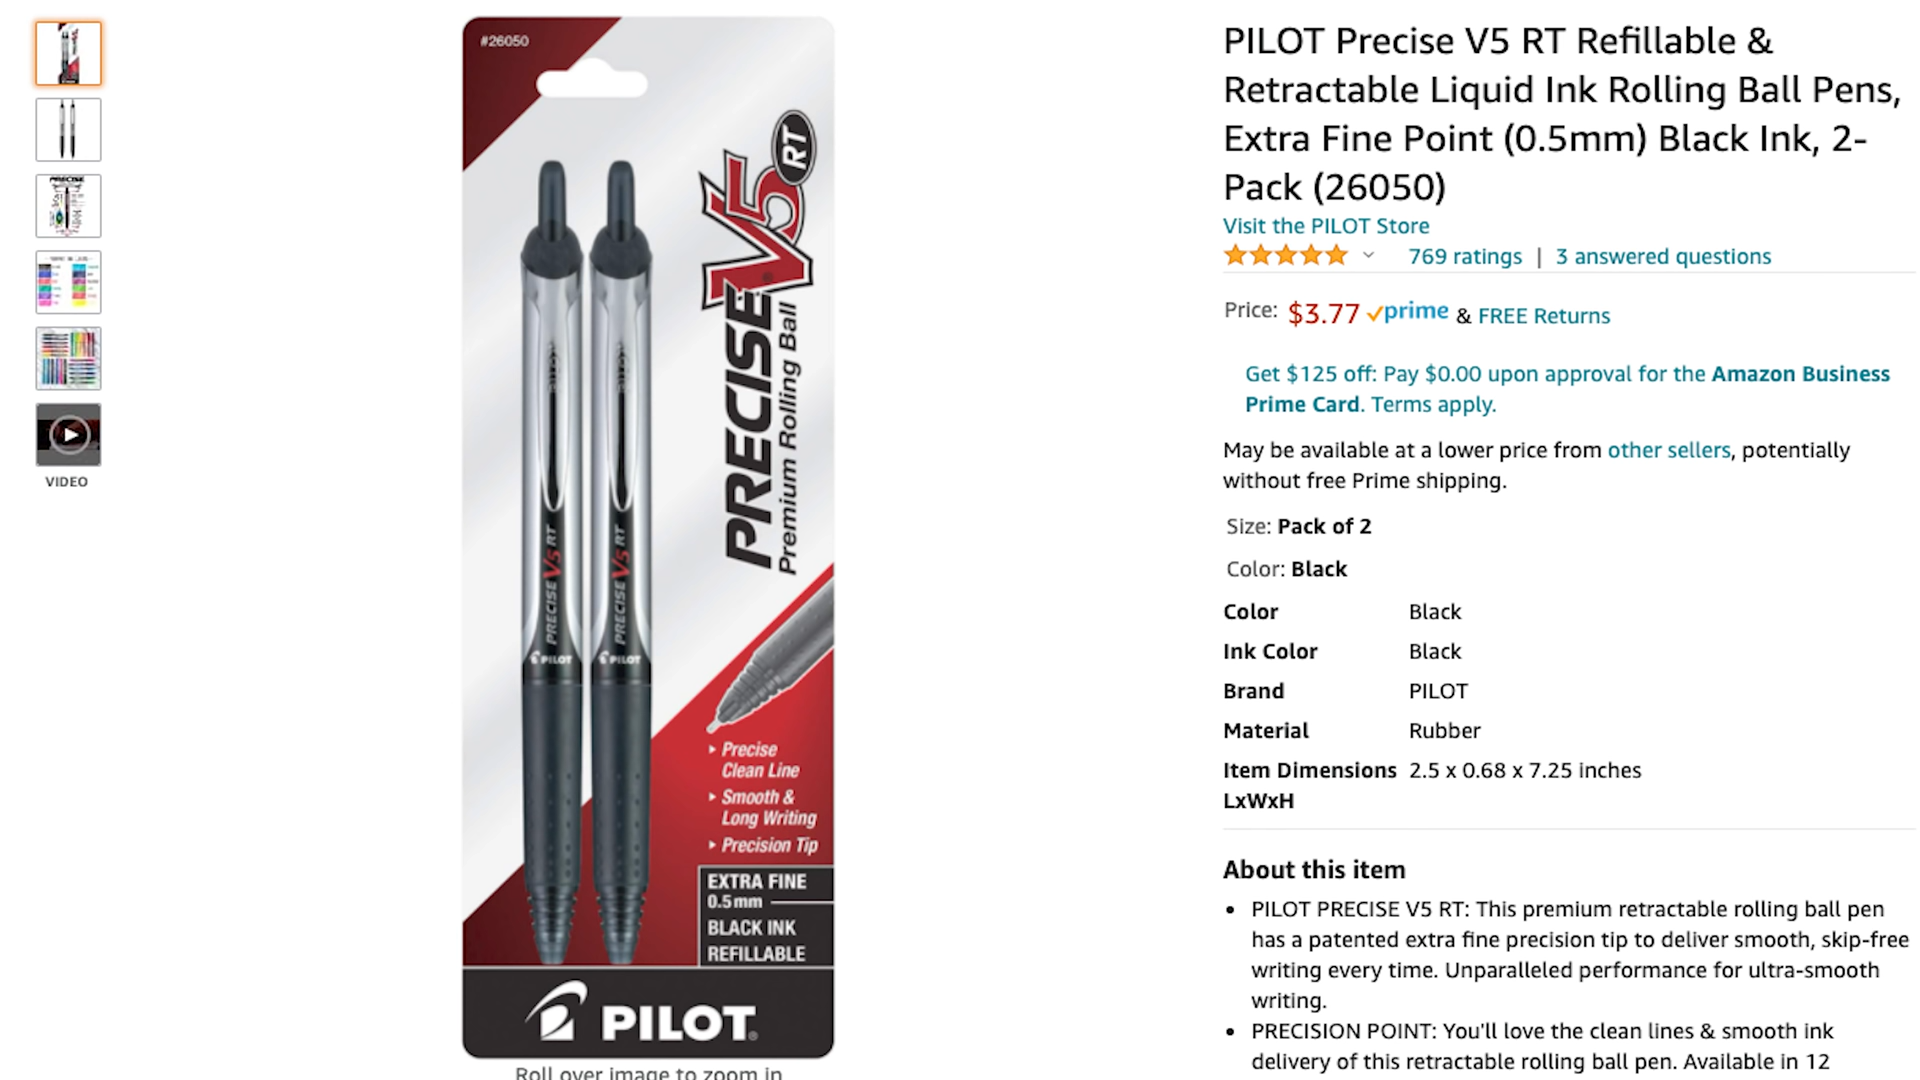 #26050
RT
V5
PRECISE
Premium Rolling Ball
PRECISE V5 RT
PILOT
PRECISE V5 RT
PILOT
Precise
Clean Line
Smooth &
Long Writing
Precision Tip
EXTRA FINE
0.5mm
BLACK INK
REFILLABLE
PILOT
Roll over image to zoom in
PRECISE
VIDEO
PILOT Precise V5 RT Refillable &
Retractable Liquid Ink Rolling Ball Pens,
Extra Fine Point (0.5mm) Black Ink, 2-
Pack (26050)
Visit the PILOT Store
769 ratings | 3 answered questions
Price: $3.77 prime & FREE Returns
Get $125 off: Pay $0.00 upon approval for the Amazon Business
Prime Card. Terms apply.
May be available at a lower price from other sellers, potentially
without free Prime shipping.
Size: Pack of 2
Color: Black
Color Black
Ink Color Black
Brand PILOT
Material Rubber
Item Dimensions 2.5 x 0.68 x 7.25 inches
LxWxH
About this item
• PILOT PRECISE V5 RT: This premium retractable rolling ball pen
has a patented extra fine precision tip to deliver smooth, skip-free
writing every time. Unparalleled performance for ultra-smooth
writing.
• PRECISION POINT: You'll love the clean lines & smooth ink
delivery of this retractable rolling ball pen. Available in 12